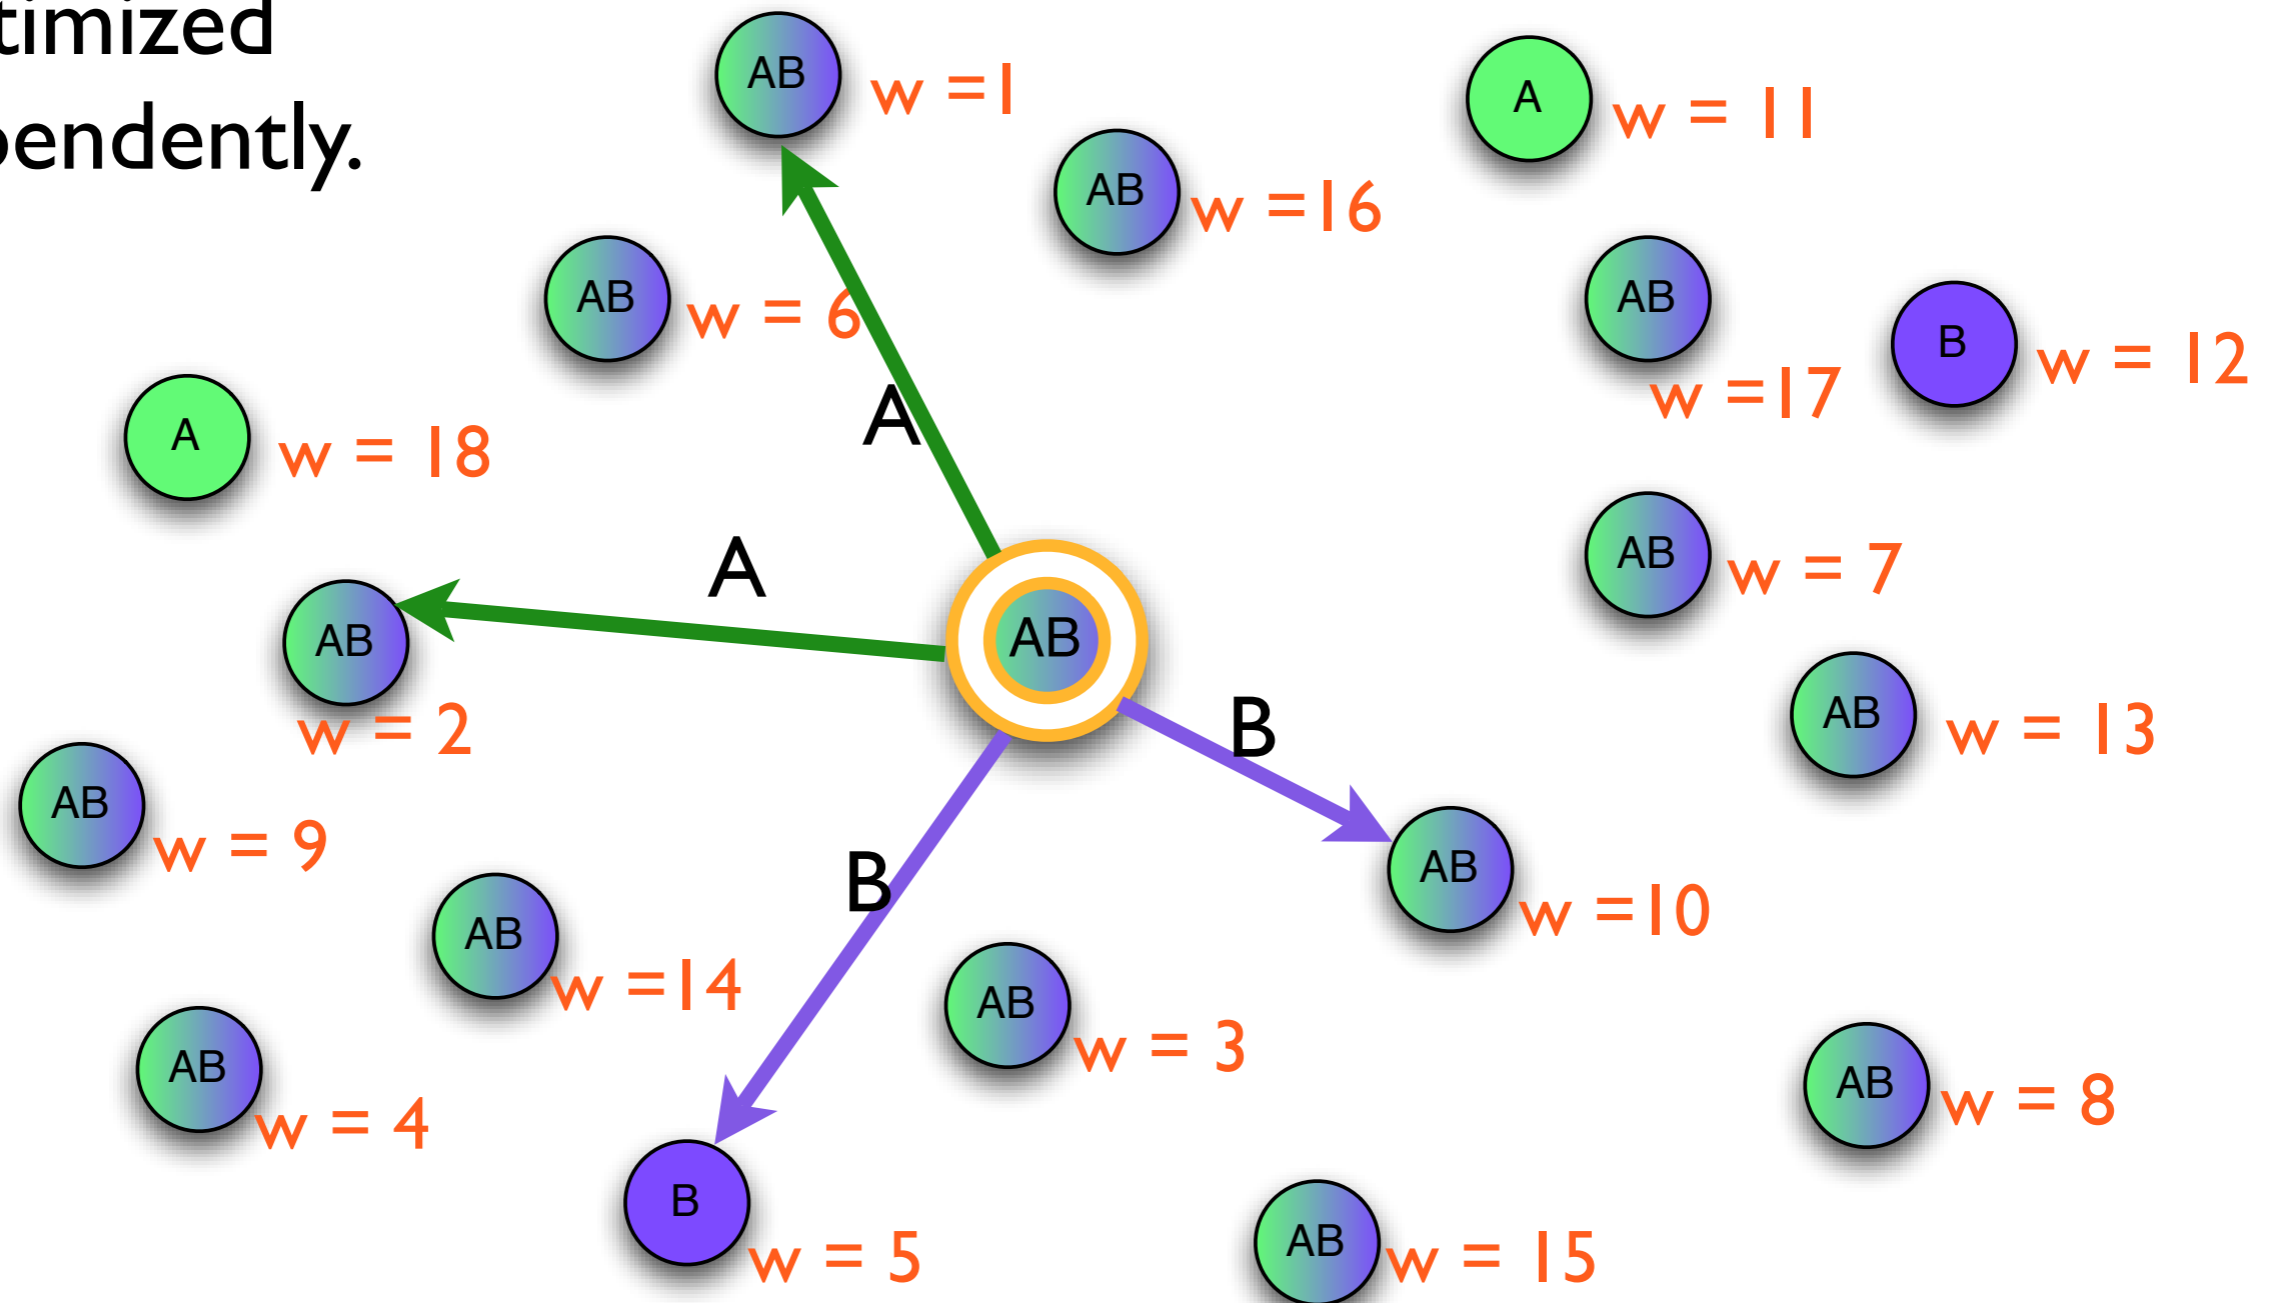 timized
pendently.
AB
w =1
A
w = 11
AB
w =16
AB
w = 6
AB
w =17
B
w = 12
A
w = 18
A
A
AB
w = 7
AB
w = 2
AB
B
AB
w = 13
AB
w = 9
B
AB
w =10
AB
w =14
AB
w = 3
AB
w = 4
AB
w = 8
B
w = 5
AB
w = 15